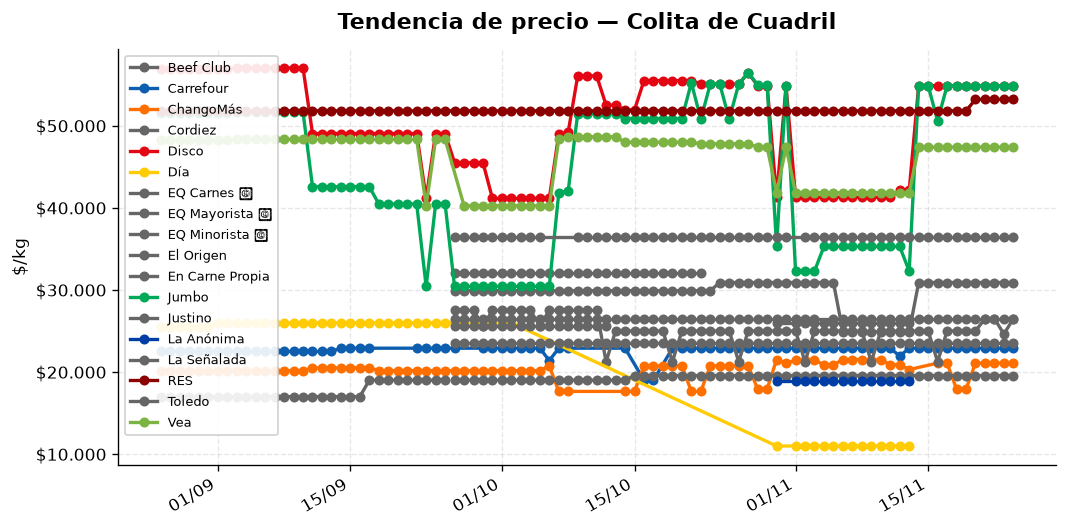 Tendencia de precio — Colita de Cuadril
$/kg
$50.000
$40.000
$30.000
$20.000
$10.000
Beef Club
Carrefour
ChangoMás
Cordiez
Disco
Día
EQ Carnes
EQ Mayorista
EQ Minorista
El Origen
En Carne Propia
Jumbo
Justino
La Anónima
La Señalada
RES
Toledo
Vea
01/09
15/09
01/10
15/10
01/11
15/11